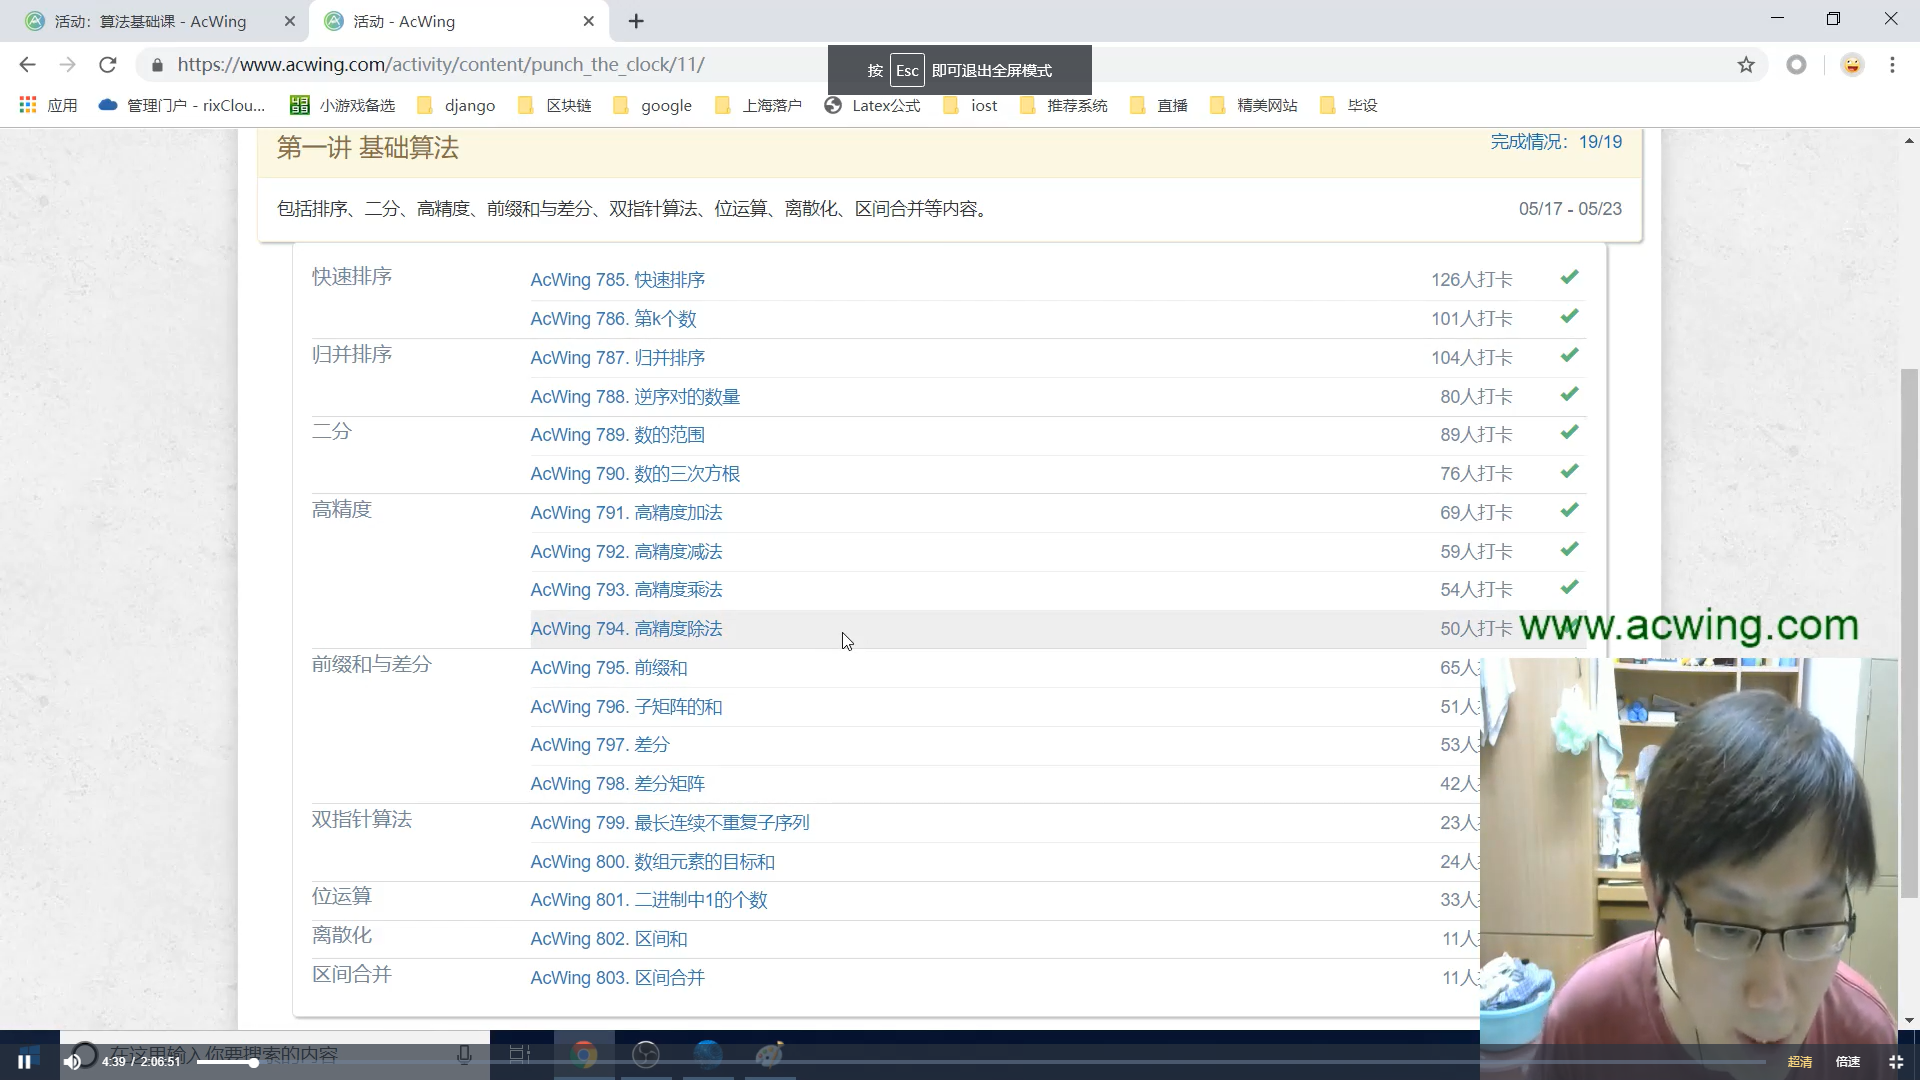 活动：算法基础课 - AcWing
活动 - AcWing
https://www.acwing.com/activity/content/punch_the_clock/11/
按 Esc 即可退出全屏模式
应用 管理门户 - rixClou... 小游戏备选 django 区块链 google 上海落户 Latex公式 iost 推荐系统 直播 精美网站 毕设
第一讲 基础算法 完成情况：19/19
包括排序、二分、高精度、前缀和与差分、双指针算法、位运算、离散化、区间合并等内容。 05/17 - 05/23
快速排序 AcWing 785. 快速排序 126人打卡
AcWing 786. 第k个数 101人打卡
归并排序 AcWing 787. 归并排序 104人打卡
AcWing 788. 逆序对的数量 80人打卡
二分 AcWing 789. 数的范围 89人打卡
AcWing 790. 数的三次方根 76人打卡
高精度 AcWing 791. 高精度加法 69人打卡
AcWing 792. 高精度减法 59人打卡
AcWing 793. 高精度乘法 54人打卡
AcWing 794. 高精度除法 50人打卡
www.acwing.com
前缀和与差分 AcWing 795. 前缀和 65人
AcWing 796. 子矩阵的和 51人
AcWing 797. 差分 53人
AcWing 798. 差分矩阵 42人
双指针算法 AcWing 799. 最长连续不重复子序列 23人
AcWing 800. 数组元素的目标和 24人
位运算 AcWing 801. 二进制中1的个数 33人
离散化 AcWing 802. 区间和 11人
区间合并 AcWing 803. 区间合并 11人
在这里输入你要搜索的内容
4:39 / 2:06:51 超清 倍速